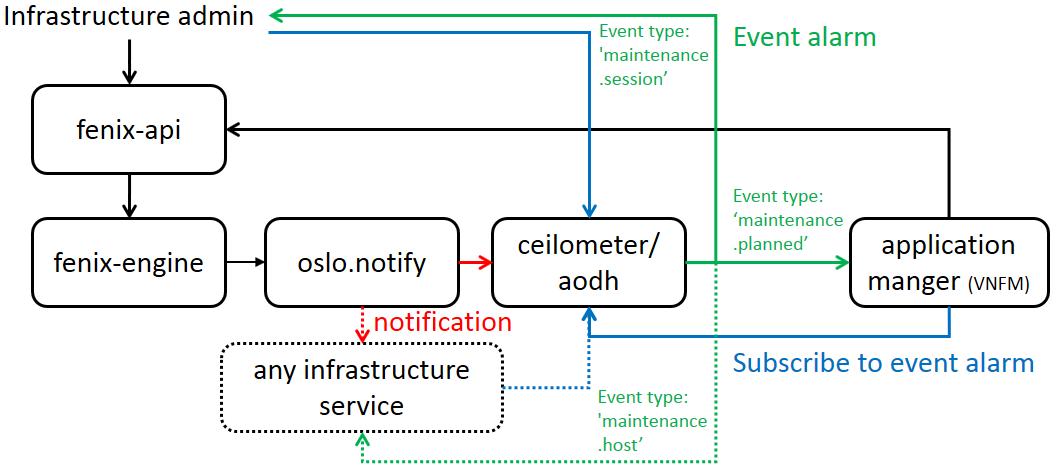 Infrastructure admin
Event type:
'maintenance
.session’
Event alarm
fenix-api
Event type:
‘maintenance
.planned’
fenix-engine
oslo.notify
ceilometer/
aodh
application
manger (VNFM)
notification
any infrastructure
service
Subscribe to event alarm
Event type:
'maintenance
.host’